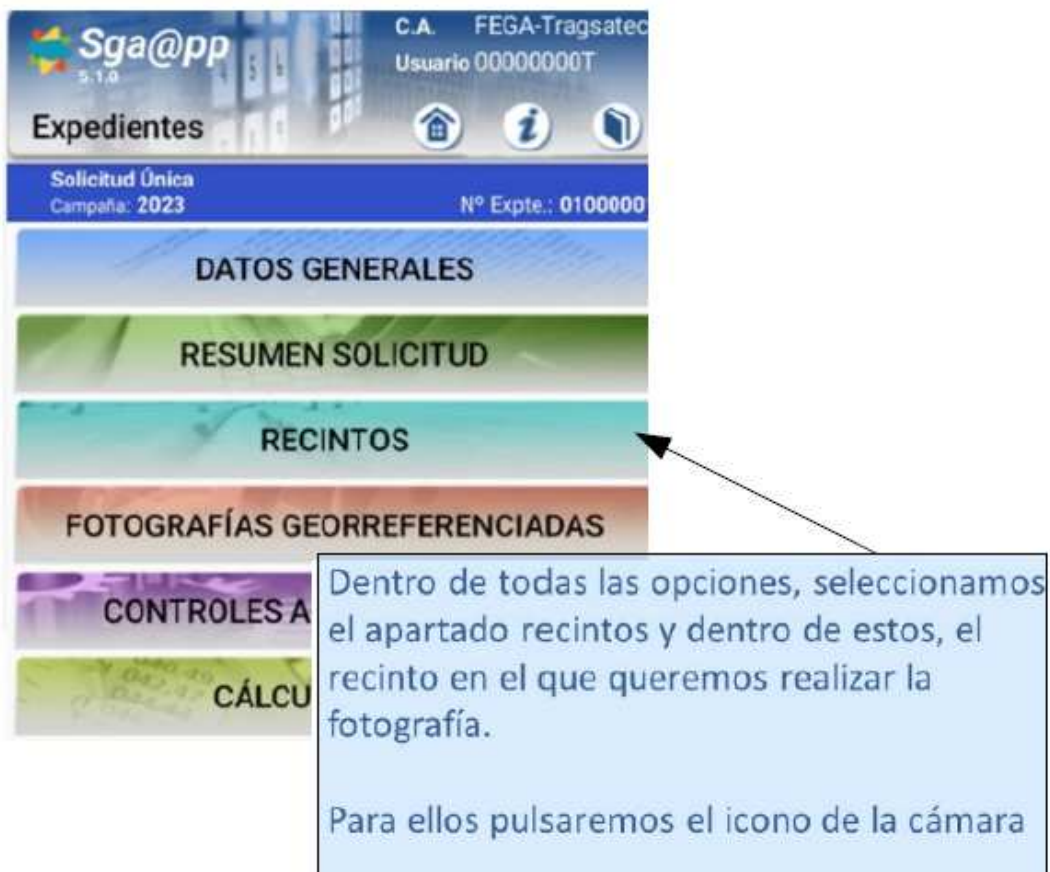 Sga@pp
5.1.0
C.A. FEGA-Tragsatec
Usuario 00000000T
Expedientes
Solicitud Única
Campaña: 2023
Nº Expte.: 0100000
DATOS GENERALES
RESUMEN SOLICITUD
RECINTOS
FOTOGRAFÍAS GEORREFERENCIADAS
CONTROLES A
CÁLCU
Dentro de todas las opciones, seleccionamos
el apartado recintos y dentro de estos, el
recinto en el que queremos realizar la
fotografía.
Para ellos pulsaremos el icono de la cámara